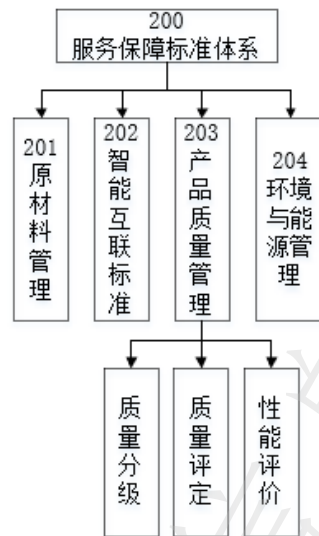 200
服务保障标准体系
201
原材料管理
202
智能互联标准
203
产品质量管理
204
环境
与能
源管
理
质量分级
质量评定
性能评价